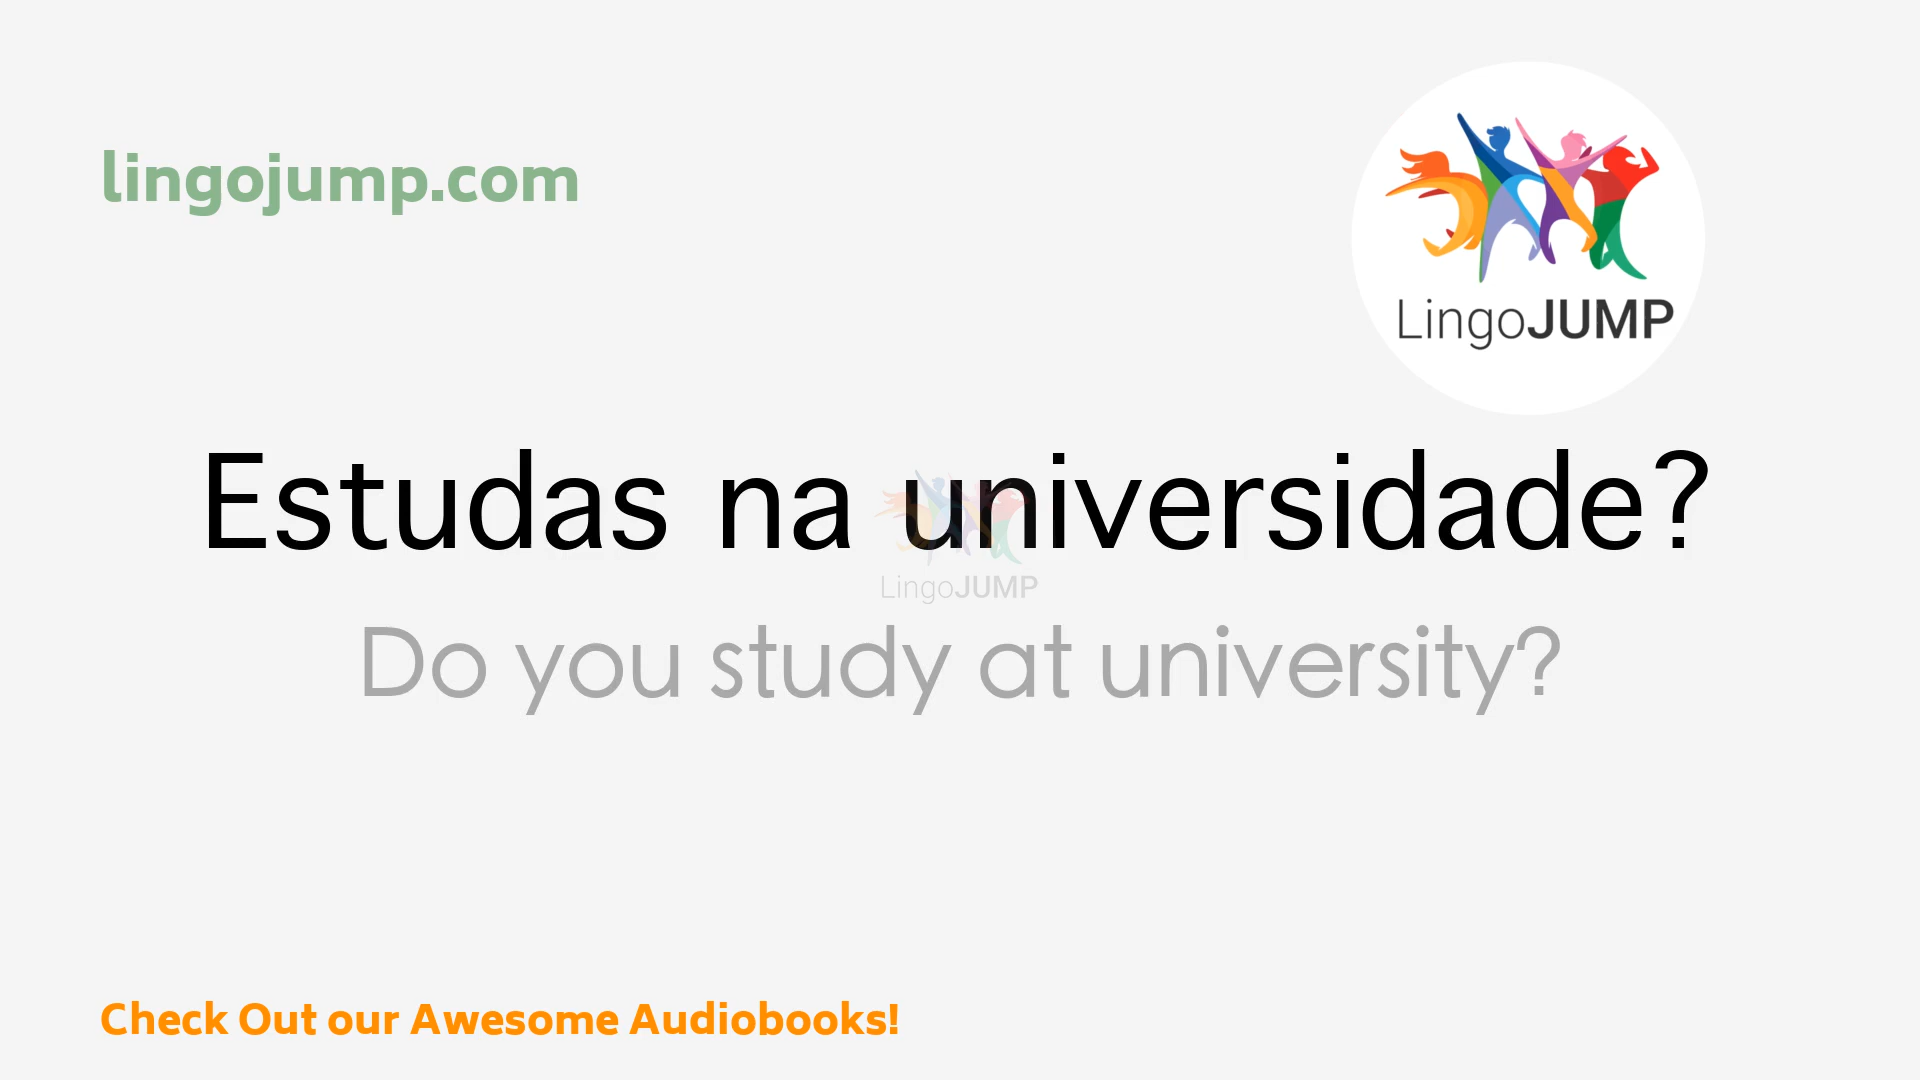 lingojump.com
LingoJUMP
Estudas na universidade?
LingoJUMP
Do you study at university?
Check Out our Awesome Audiobooks!